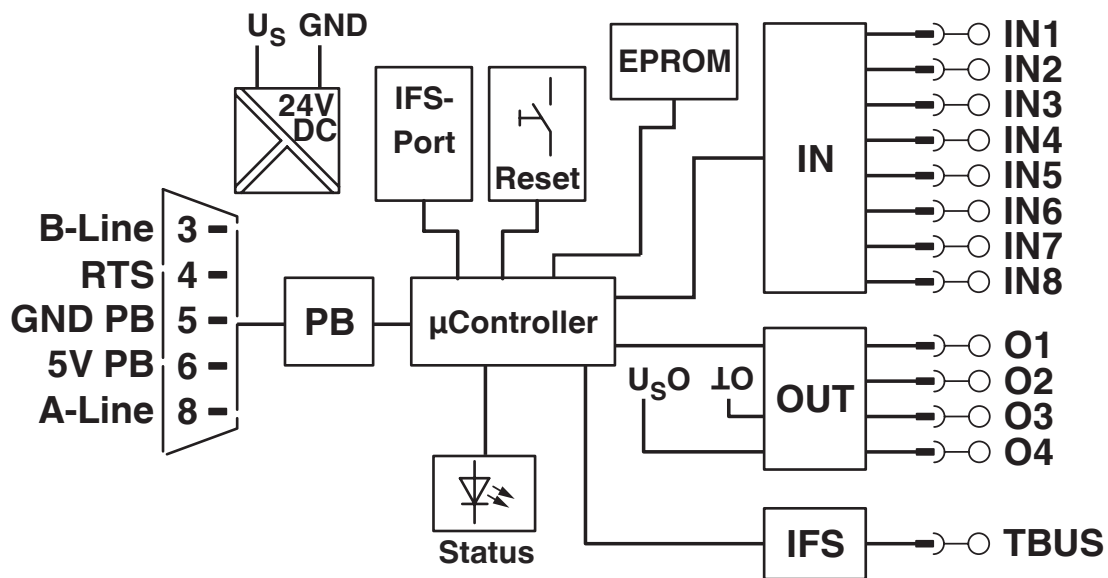 US GND
24V
DC
IFS-
Port
Reset
EPROM
IN
IN1
IN2
IN3
IN4
IN5
IN6
IN7
IN8
B-Line 3
RTS 4
GND PB 5
5V PB 6
A-Line 8
PB
µController
USO ⊥O
OUT
O1
O2
O3
O4
Status
IFS
TBUS